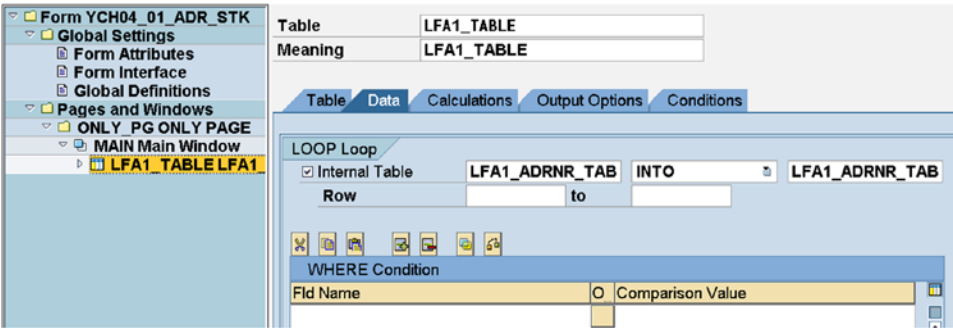 Form YCH04_01_ADR_STK
Global Settings
Form Attributes
Form Interface
Global Definitions
Pages and Windows
ONLY_PG ONLY PAGE
MAIN Main Window
LFA1_TABLE LFA1_
Table LFA1_TABLE
Meaning LFA1_TABLE
Table Data Calculations Output Options Conditions
LOOP Loop
Internal Table LFA1_ADRNR_TAB INTO LFA1_ADRNR_TAB
Row to
WHERE Condition
Fld Name O_ Comparison Value